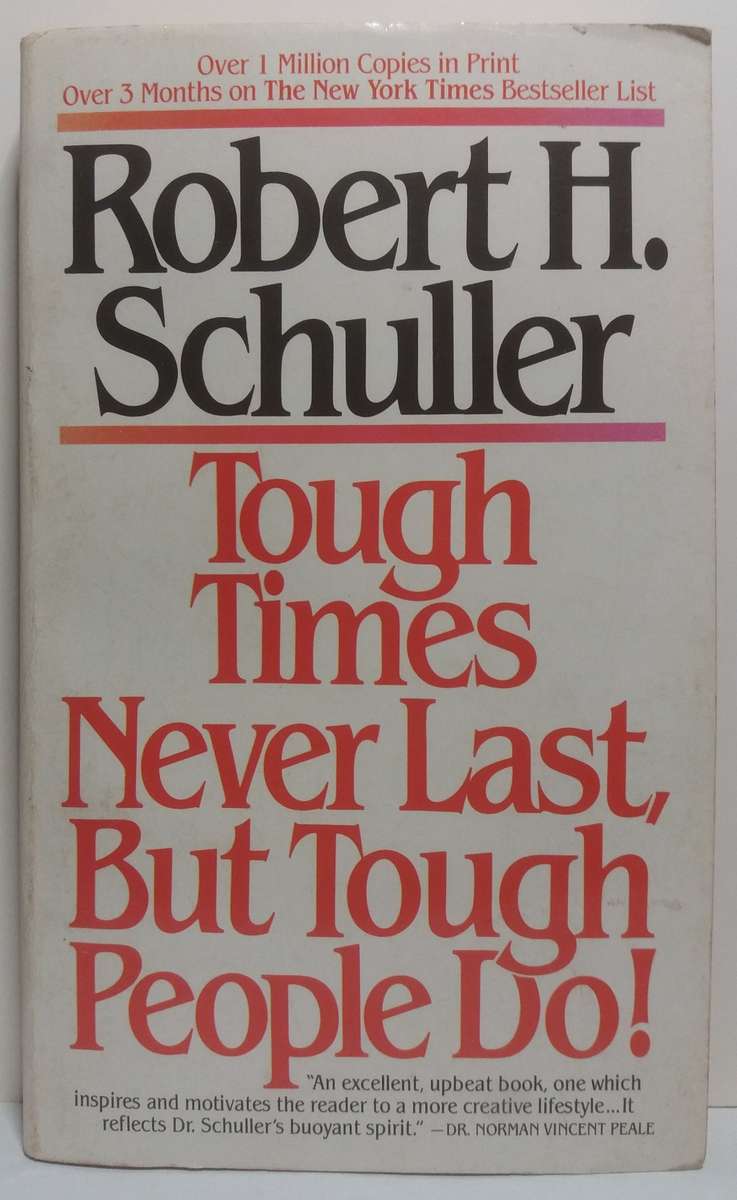 Over 1 Million Copies in Print
Over 3 Months on The New York Times Bestseller List
Robert H.
Schuller
Tough
Times
Never Last,
But Tough
People Do!
"An excellent, upbeat book, one which
inspires and motivates the reader to a more creative lifestyle...It
reflects Dr. Schuller's buoyant spirit." —DR. NORMAN VINCENT PEALE